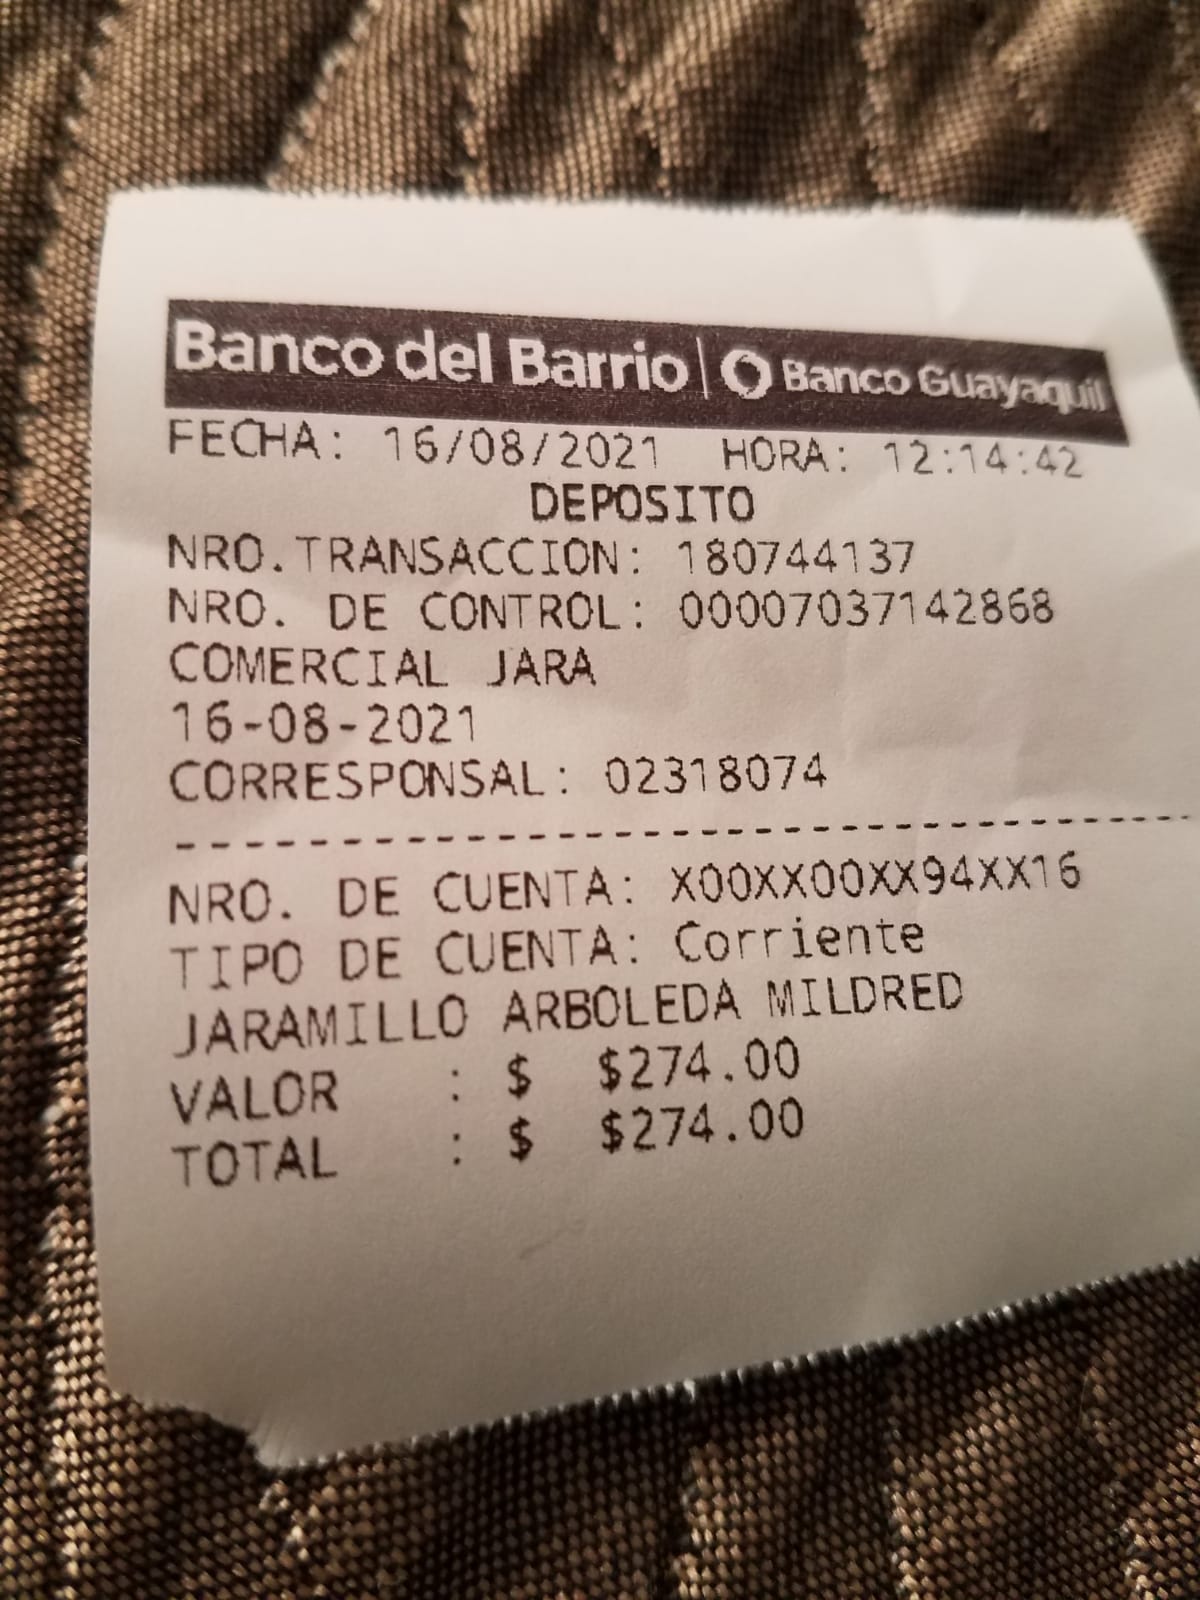 Banco del Barrio | Banco Guayaquil
FECHA: 16/08/2021 HORA: 12:14:42
DEPOSITO
NRO.TRANSACCION: 180744137
NRO. DE CONTROL: 00007037142868
COMERCIAL JARA
16-08-2021
CORRESPONSAL: 02318074
--------------------------------
NRO. DE CUENTA: X00XX00XX94XX16
TIPO DE CUENTA: Corriente
JARAMILLO ARBOLEDA MILDRED
VALOR : $ $274.00
TOTAL : $ $274.00